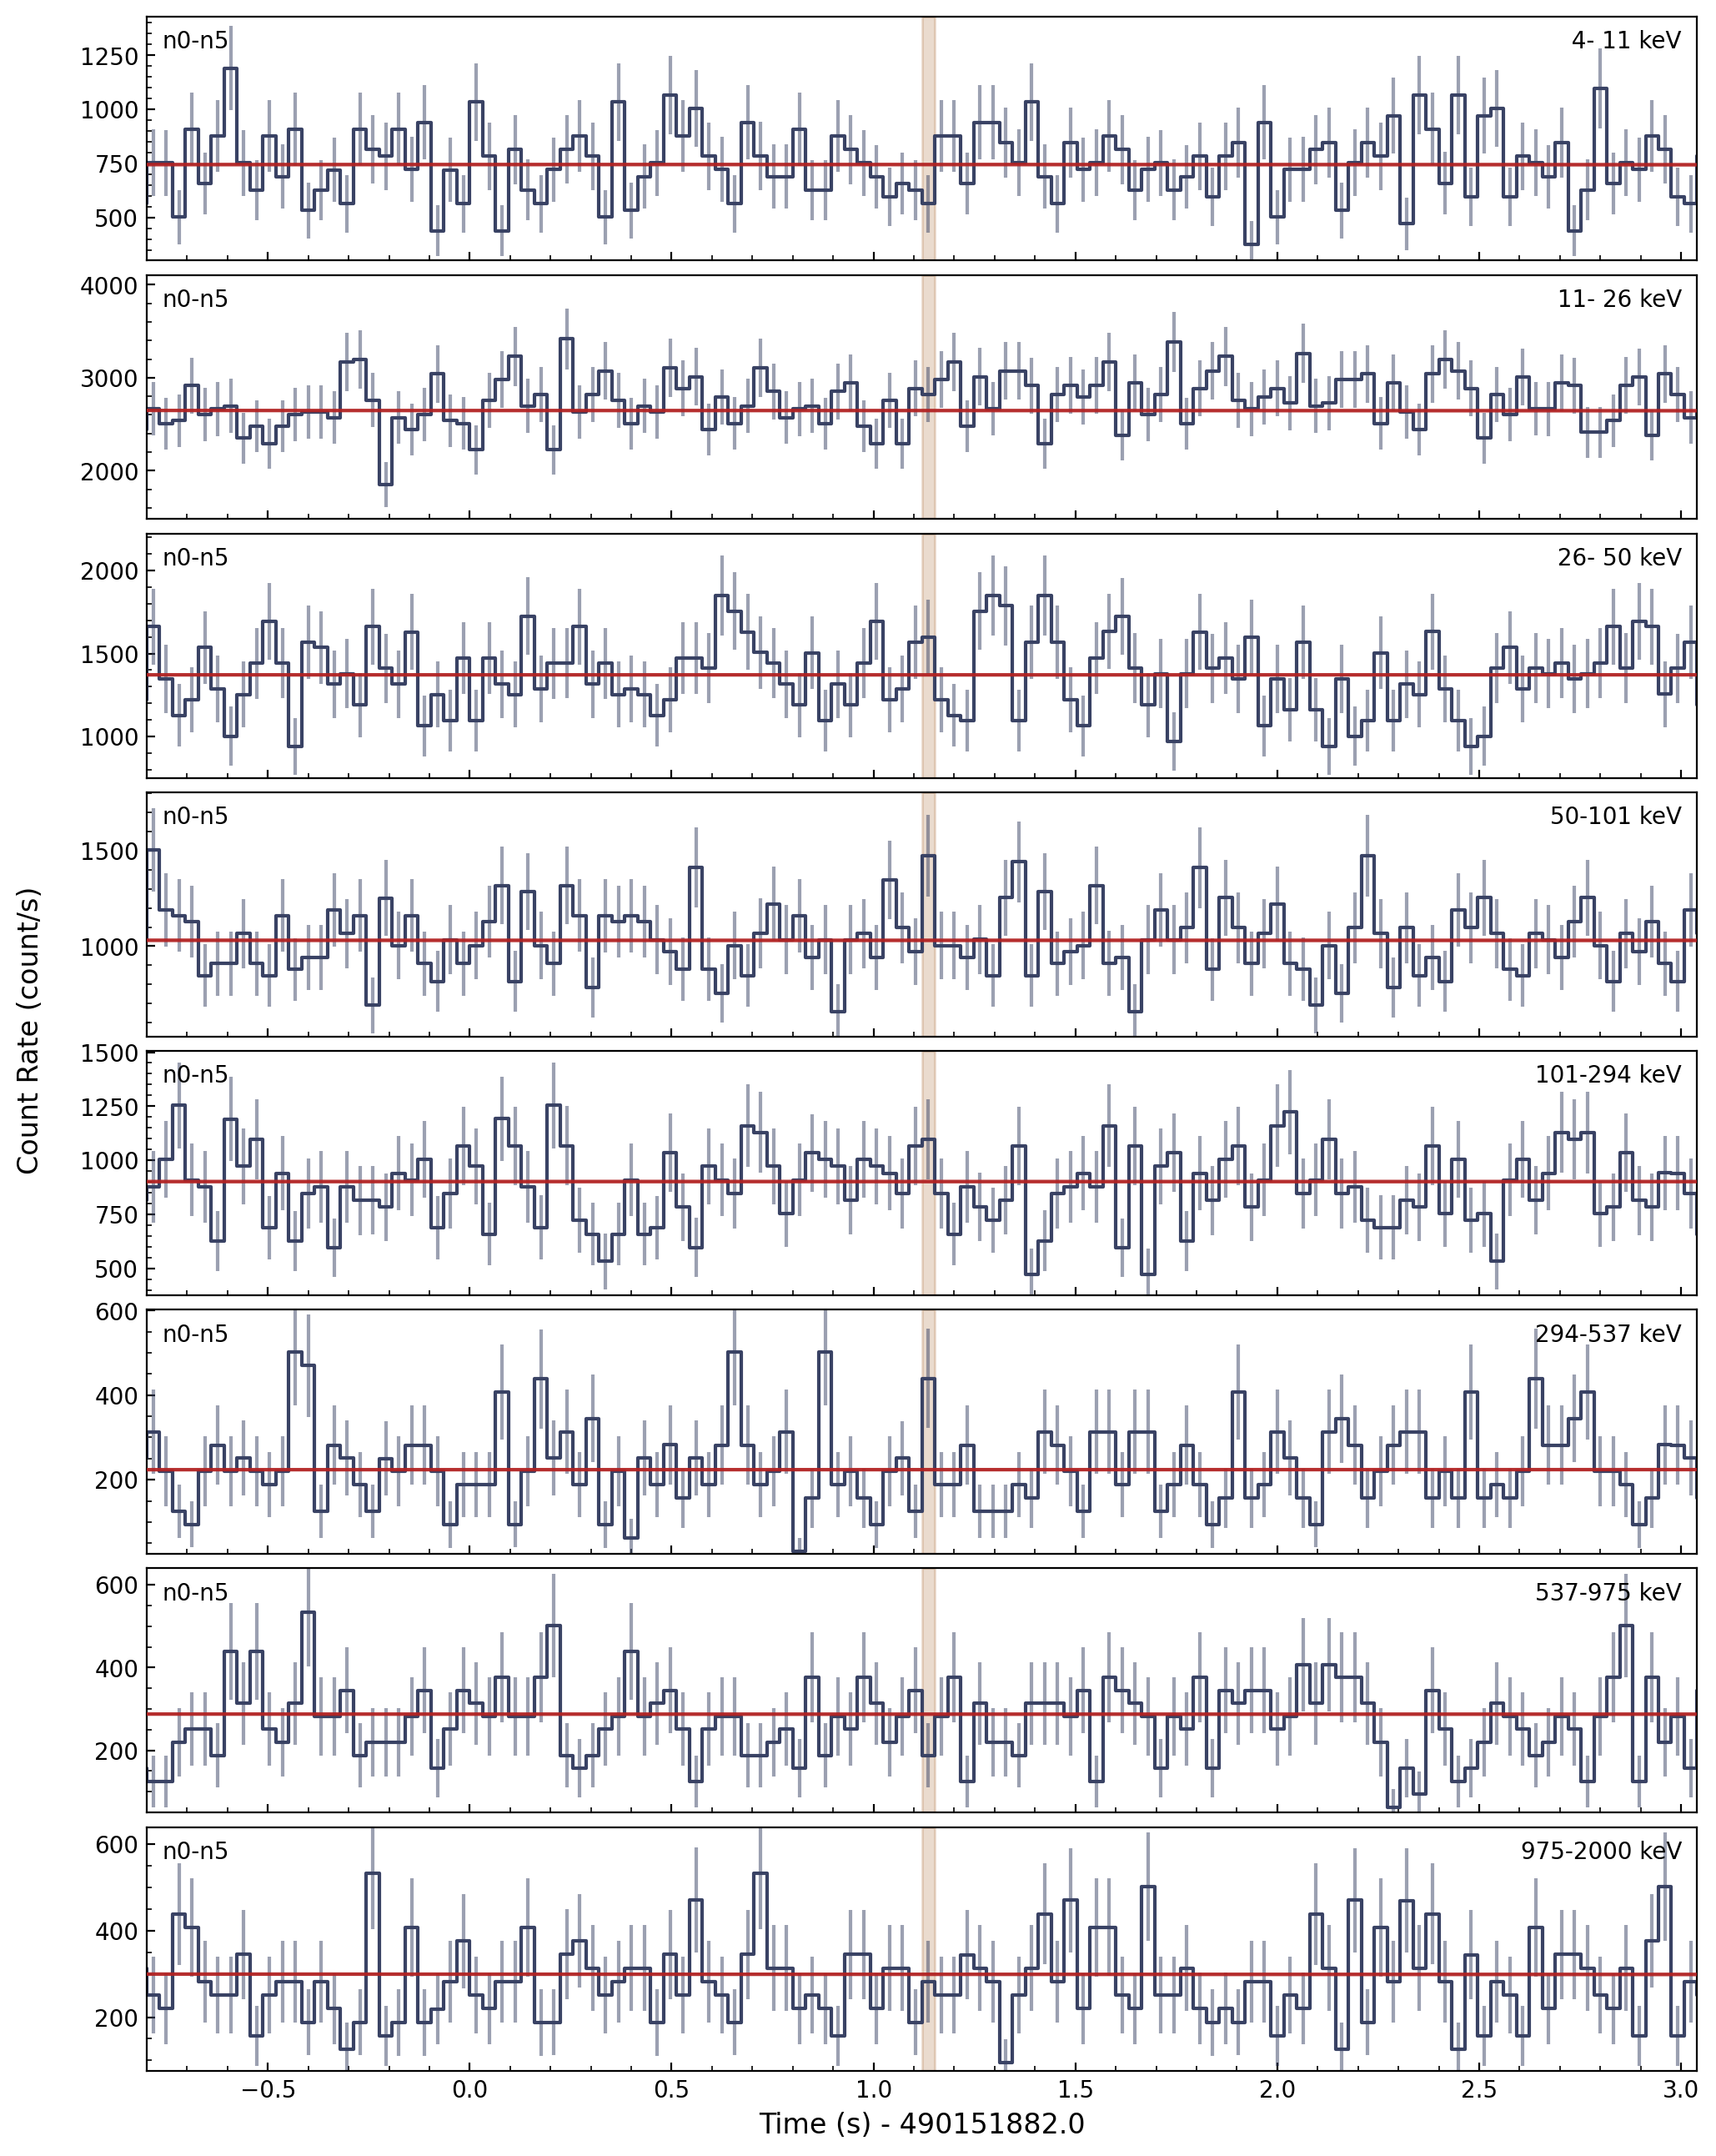 n0-n5 4- 11 keV
1250
1000
750
500
n0-n5 11- 26 keV
4000
3000
2000
n0-n5 26- 50 keV
2000
1500
1000
n0-n5 50-101 keV
1500
1000
n0-n5 101-294 keV
1500
1250
1000
750
500
n0-n5 294-537 keV
600
400
200
n0-n5 537-975 keV
600
400
200
n0-n5 975-2000 keV
600
400
200
−0.5 0.0 0.5 1.0 1.5 2.0 2.5 3.0
Time (s) - 490151882.0
Count Rate (count/s)